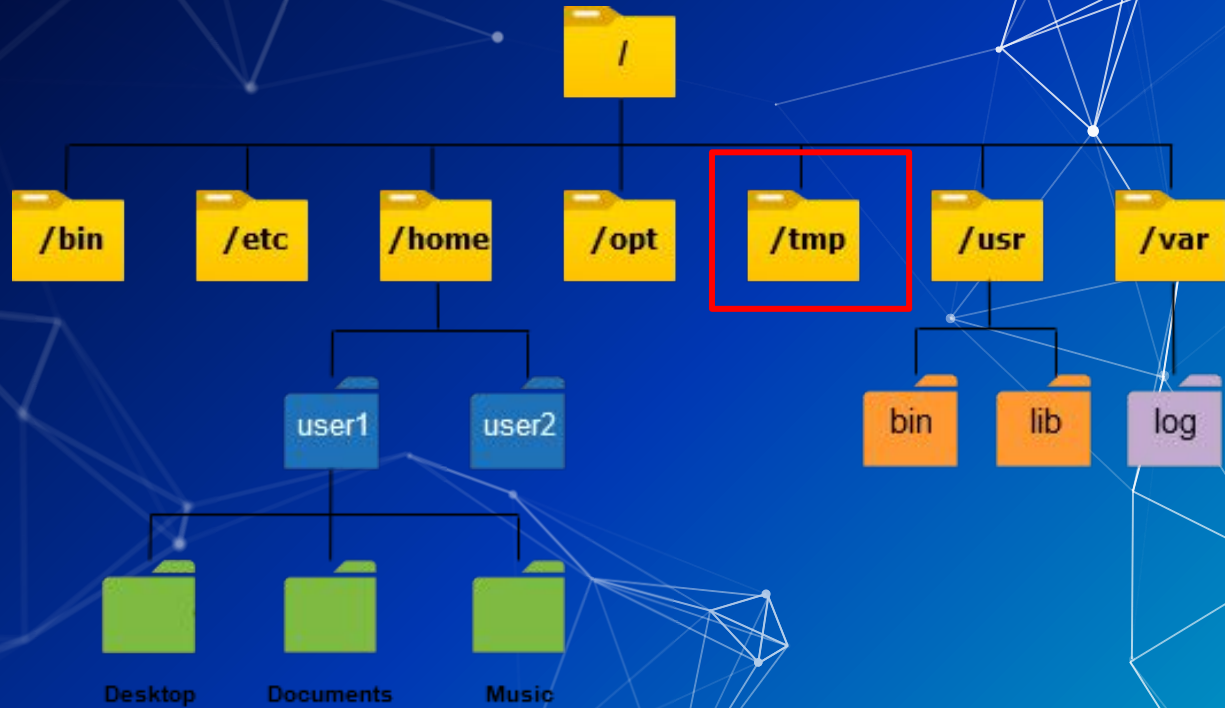 /
/bin
/etc
/home
/opt
/tmp
/usr
/var
user1
user2
bin
lib
log
Desktop
Documents
Music